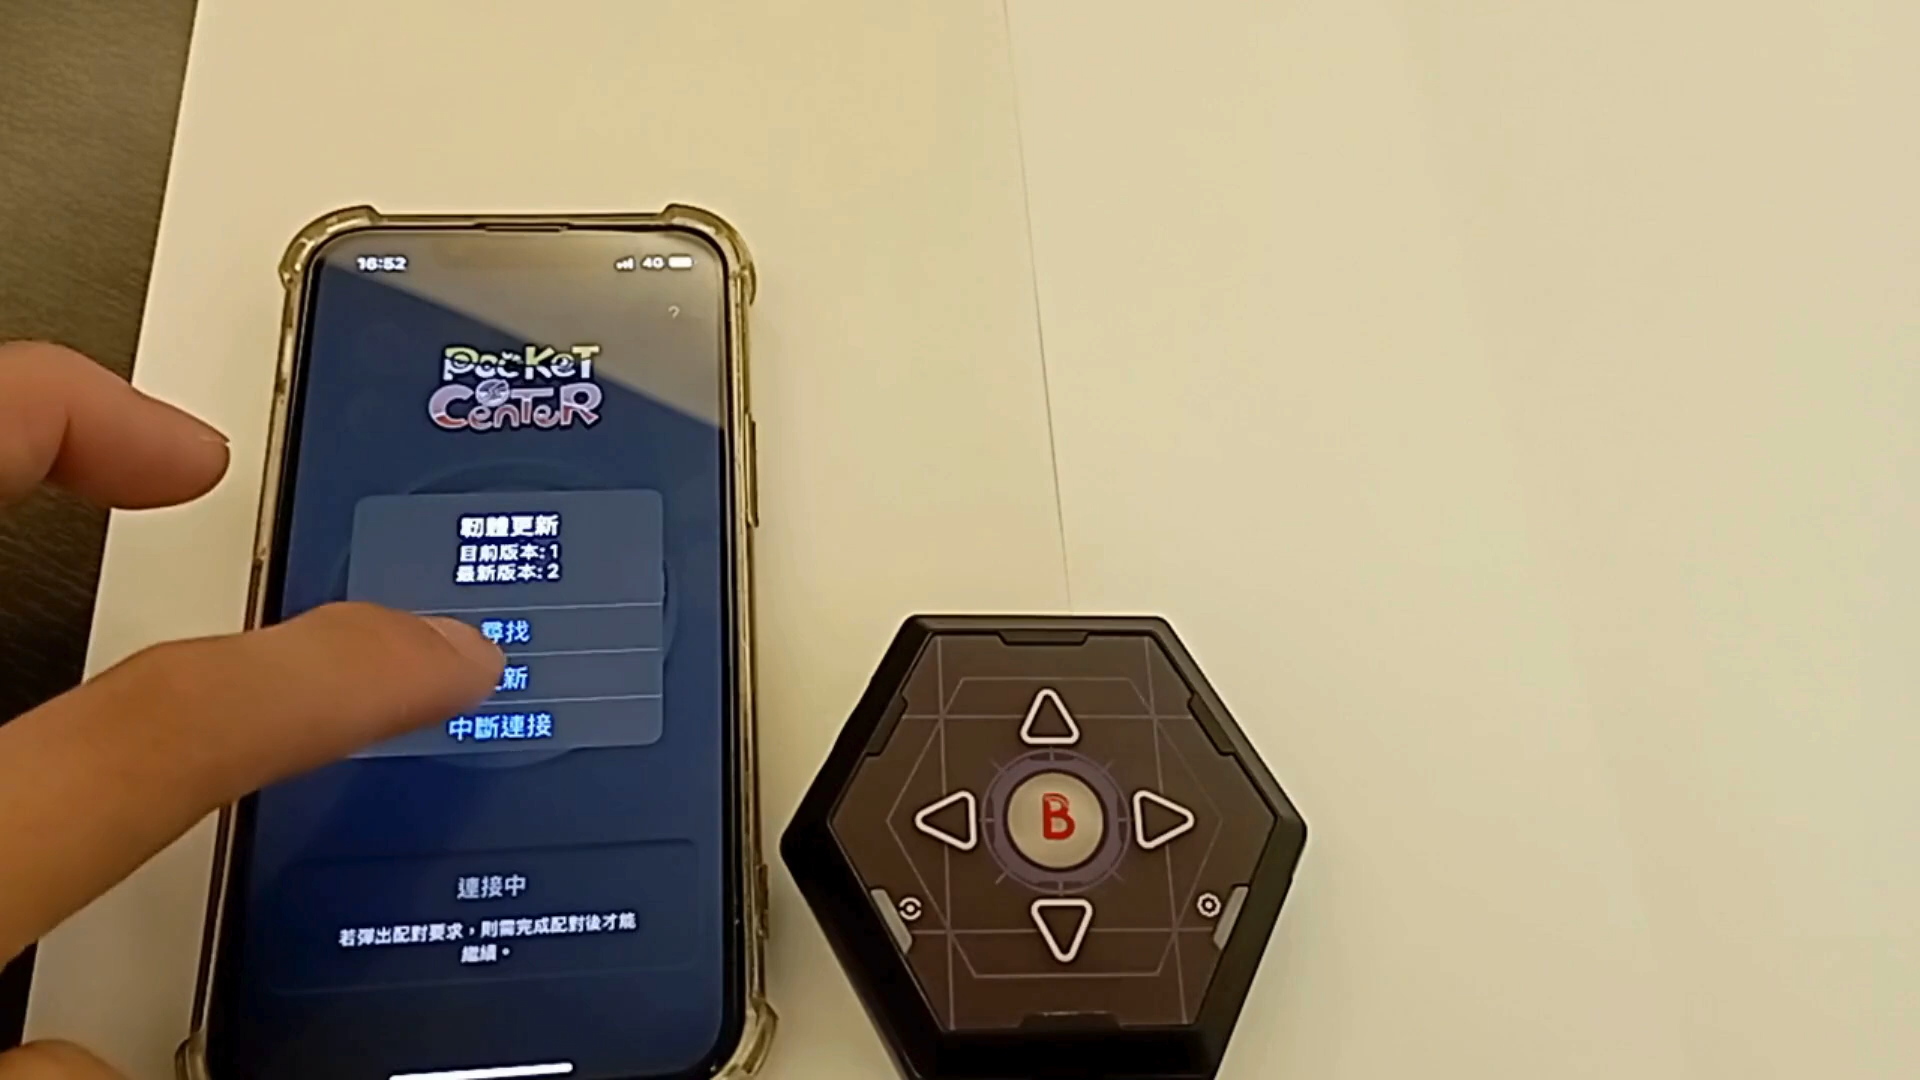 16:52
4G
?
PocKeT
CenTeR
韌體更新
目前版本: 1
最新版本: 2
尋找
新
中斷連接
連接中
若彈出配對要求，則需完成配對後才能
繼續。
B